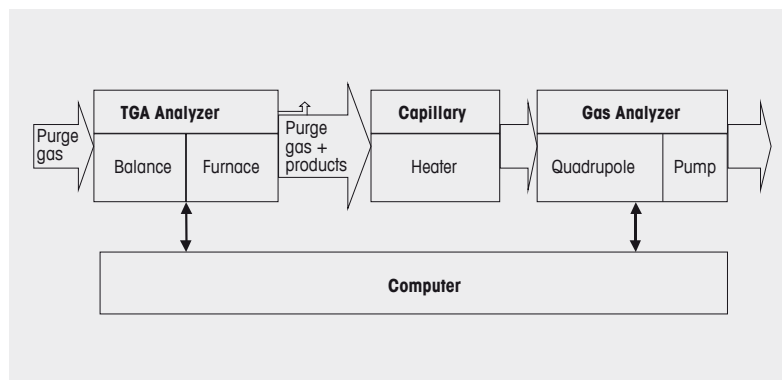 TGA Analyzer
Capillary
Gas Analyzer
Purge
gas
Balance
Furnace
Purge
gas +
products
Heater
Quadrupole
Pump
Computer